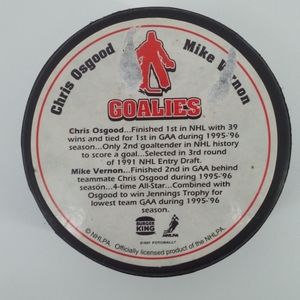 Chris Osgood
Mike Vernon
GOALIES
Chris Osgood...Finished 1st in NHL with 39
wins and tied for 1st in GAA during 1995-'96
season...Only 2nd goaltender in NHL history
to score a goal...Selected in 3rd round
of 1991 NHL Entry Draft.
Mike Vernon...Finished 2nd in GAA behind
teammate Chris Osgood during 1995-'96
season...4-time All-Star...Combined with
Osgood to win Jennings Trophy for
lowest team GAA during 1995-'96
season.
BURGER
KING
NHLPA
© NHLPA. Officially licensed product of the NHLPA.